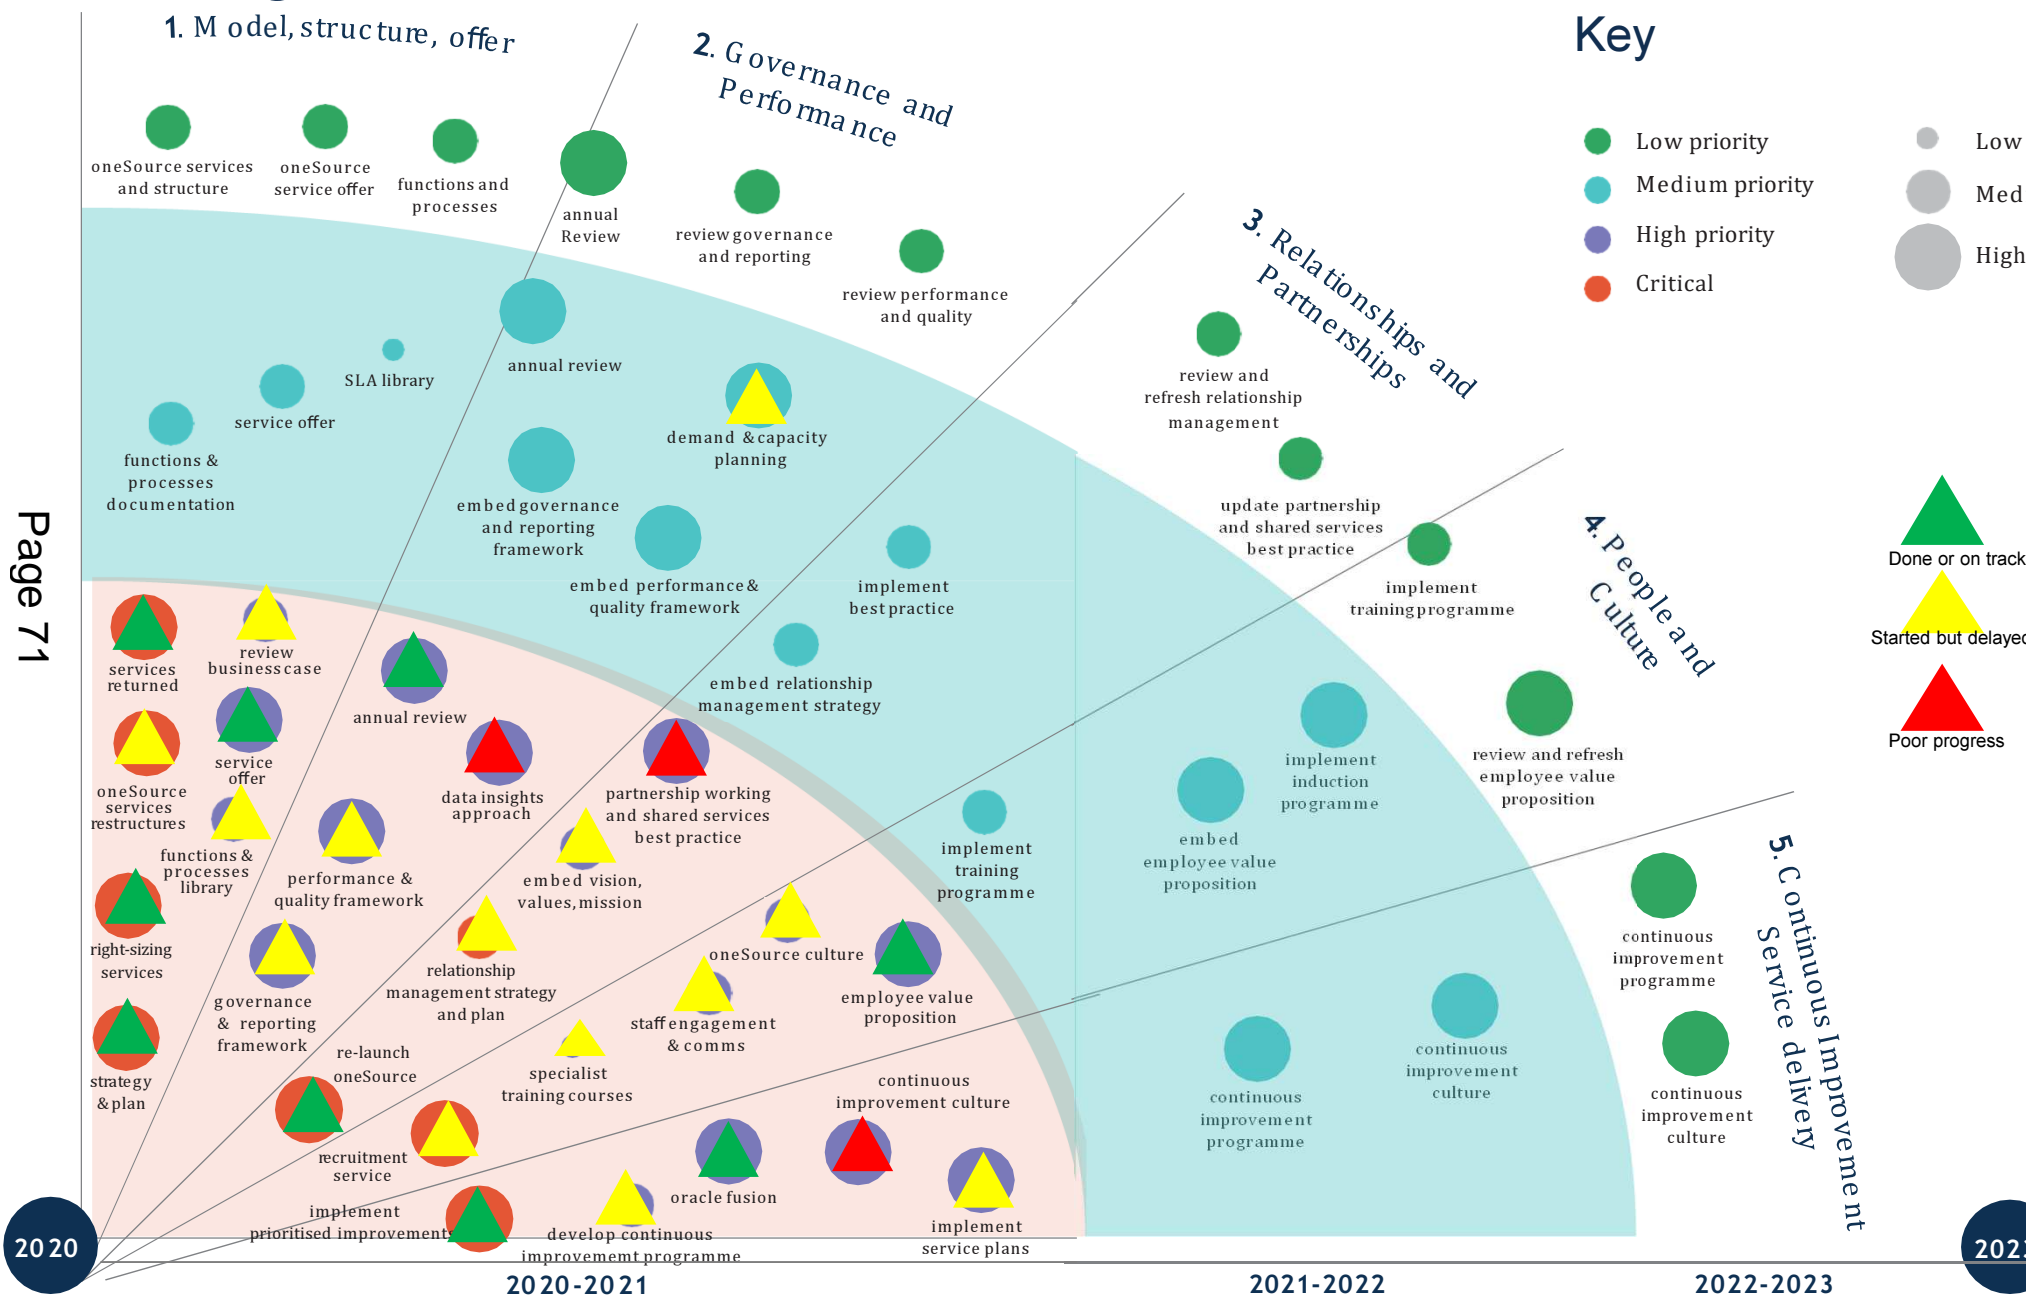 1. Model, structure, offer
2. Governance and
Performance
3. Relationships and
Partnerships
4. People and
Culture
5. Continuous Improvement
Service delivery
Key
Low priority
Medium priority
High priority
Critical
Low
Med
High
Done or on track
Started but delayed
Poor progress
Page 71
oneSource services
and structure
oneSource
service offer
functions and
processes
annual
Review
review governance
and reporting
review performance
and quality
review and
refresh relationship
management
update partnership
and shared services
best practice
implement
training programme
review and refresh
employee value
proposition
continuous
improvement
programme
continuous
improvement
culture
functions &
processes
documentation
service offer
SLA library
annual review
demand & capacity
planning
embed governance
and reporting
framework
embed performance &
quality framework
implement
best practice
embed relationship
management strategy
implement
training
programme
embed
employee value
proposition
implement
induction
programme
continuous
improvement
programme
continuous
improvement
culture
services
returned
review
business case
oneSource
services
restructures
service
offer
functions &
processes
library
right-sizing
services
strategy
& plan
annual review
data insights
approach
performance &
quality framework
governance
& reporting
framework
partnership working
and shared services
best practice
embed vision,
values, mission
relationship
management strategy
and plan
re-launch
oneSource
oneSource culture
employee value
proposition
staff engagement
& comms
specialist
training courses
recruitment
service
continuous
improvement culture
oracle fusion
implement
prioritised improvements
develop continuous
improvememt programme
implement
service plans
2020
2020-2021
2021-2022
2022-2023